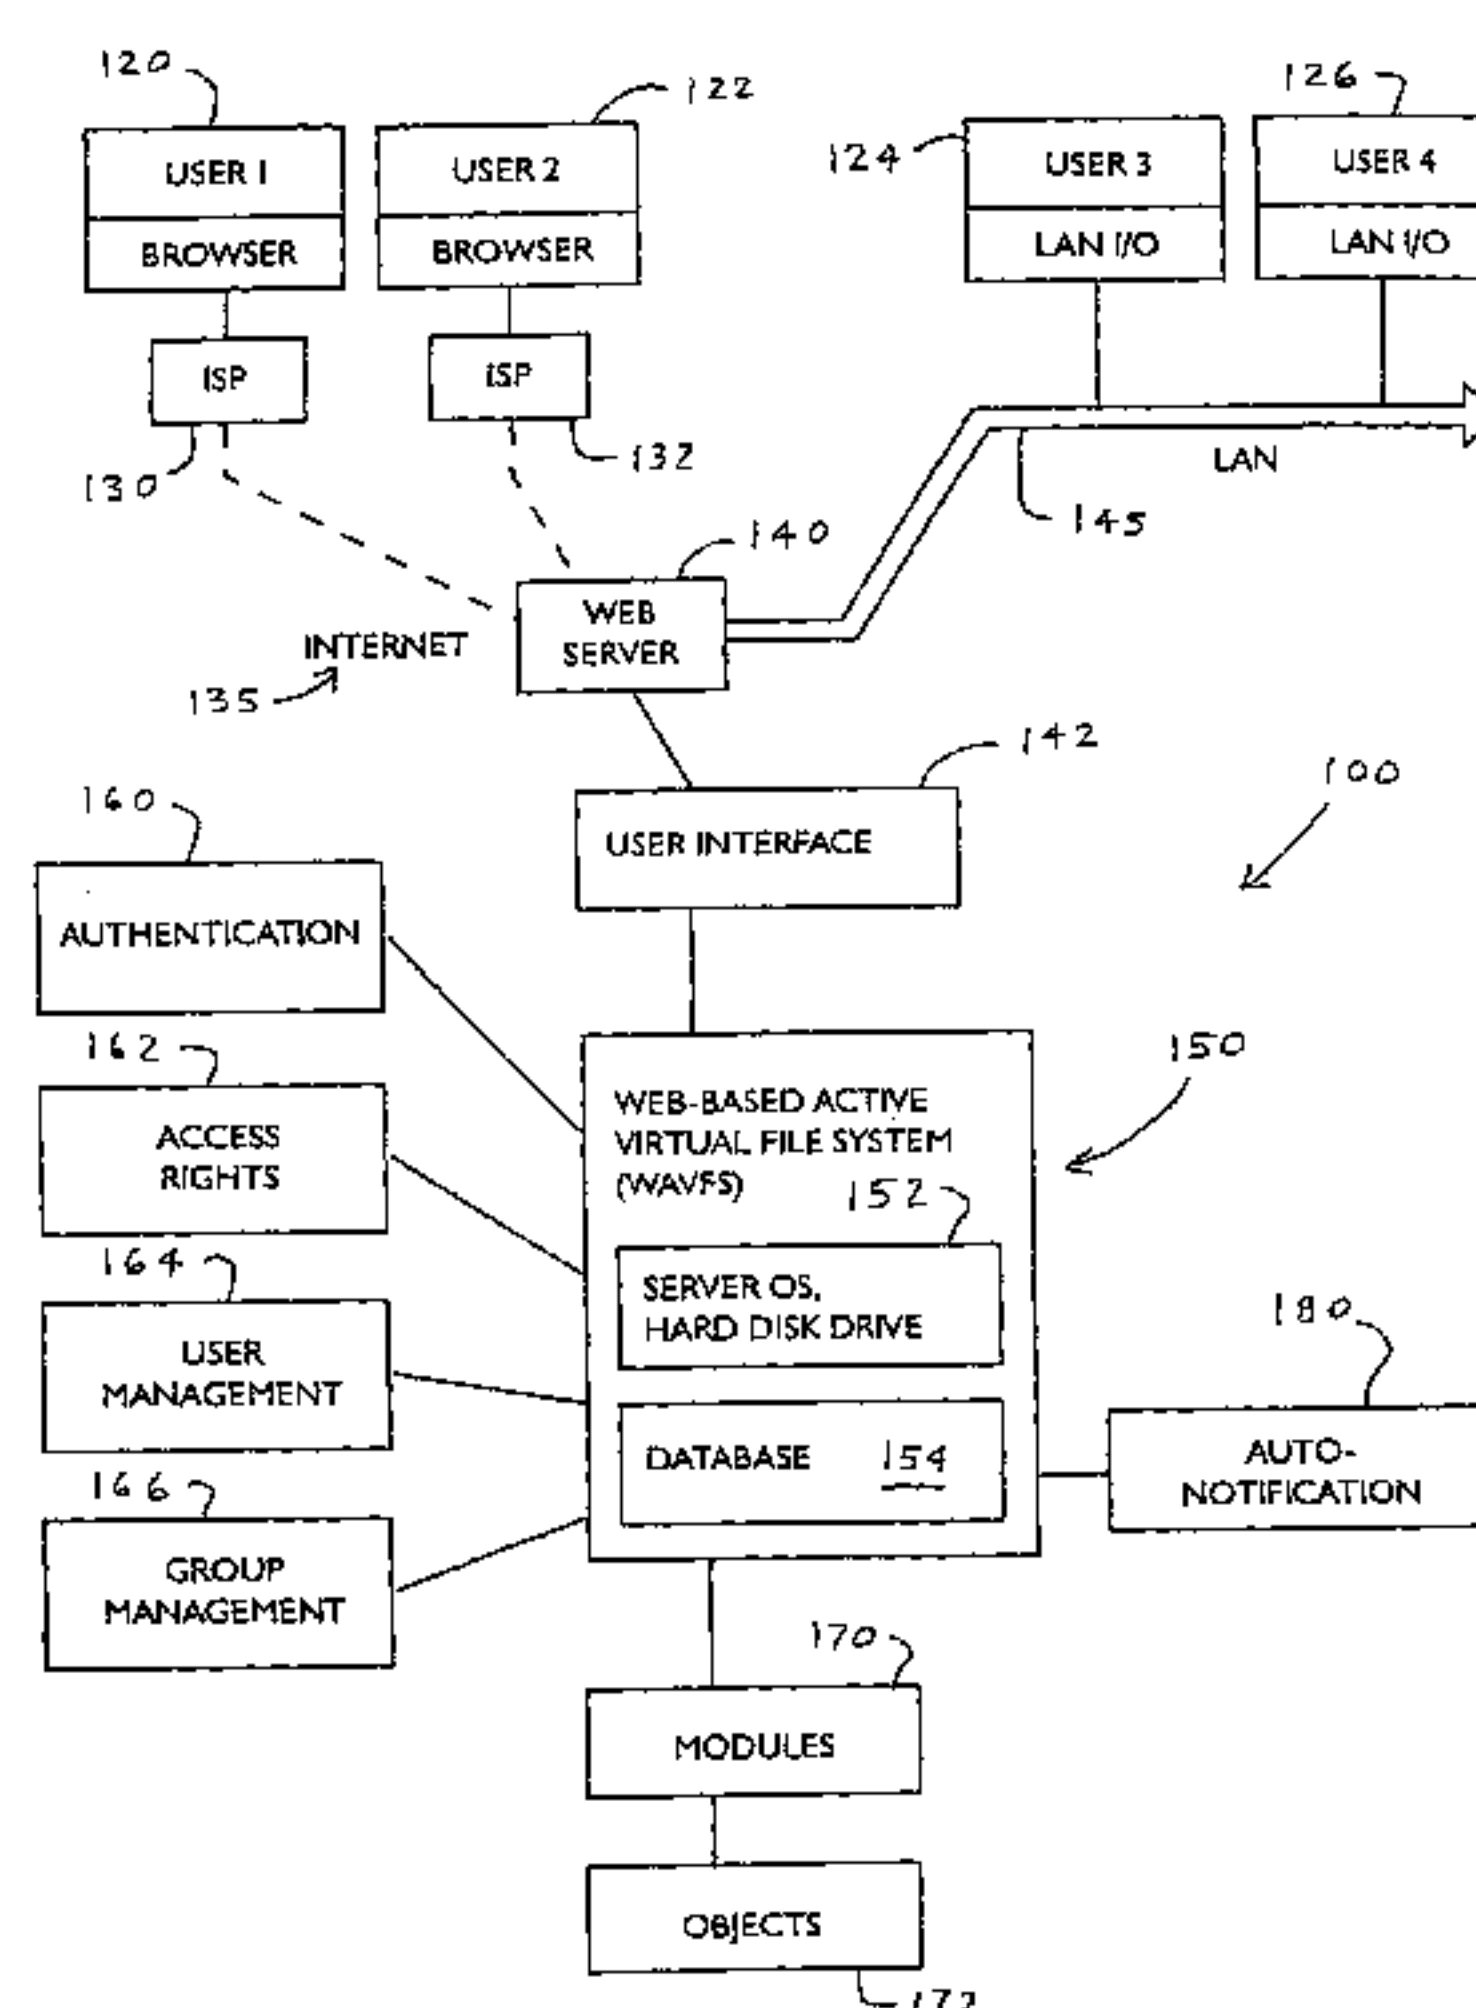 120
122
126
124
USER 1
USER 2
USER 3
USER 4
BROWSER
BROWSER
LAN I/O
LAN I/O
ISP
ISP
130
132
LAN
145
140
WEB
SERVER
INTERNET
135
142
100
160
USER INTERFACE
AUTHENTICATION
162
150
ACCESS
RIGHTS
WEB-BASED ACTIVE
VIRTUAL FILE SYSTEM
(WAVFS)
152
164
SERVER OS,
HARD DISK DRIVE
180
USER
MANAGEMENT
DATABASE
154
AUTO-
NOTIFICATION
166
GROUP
MANAGEMENT
170
MODULES
OBJECTS